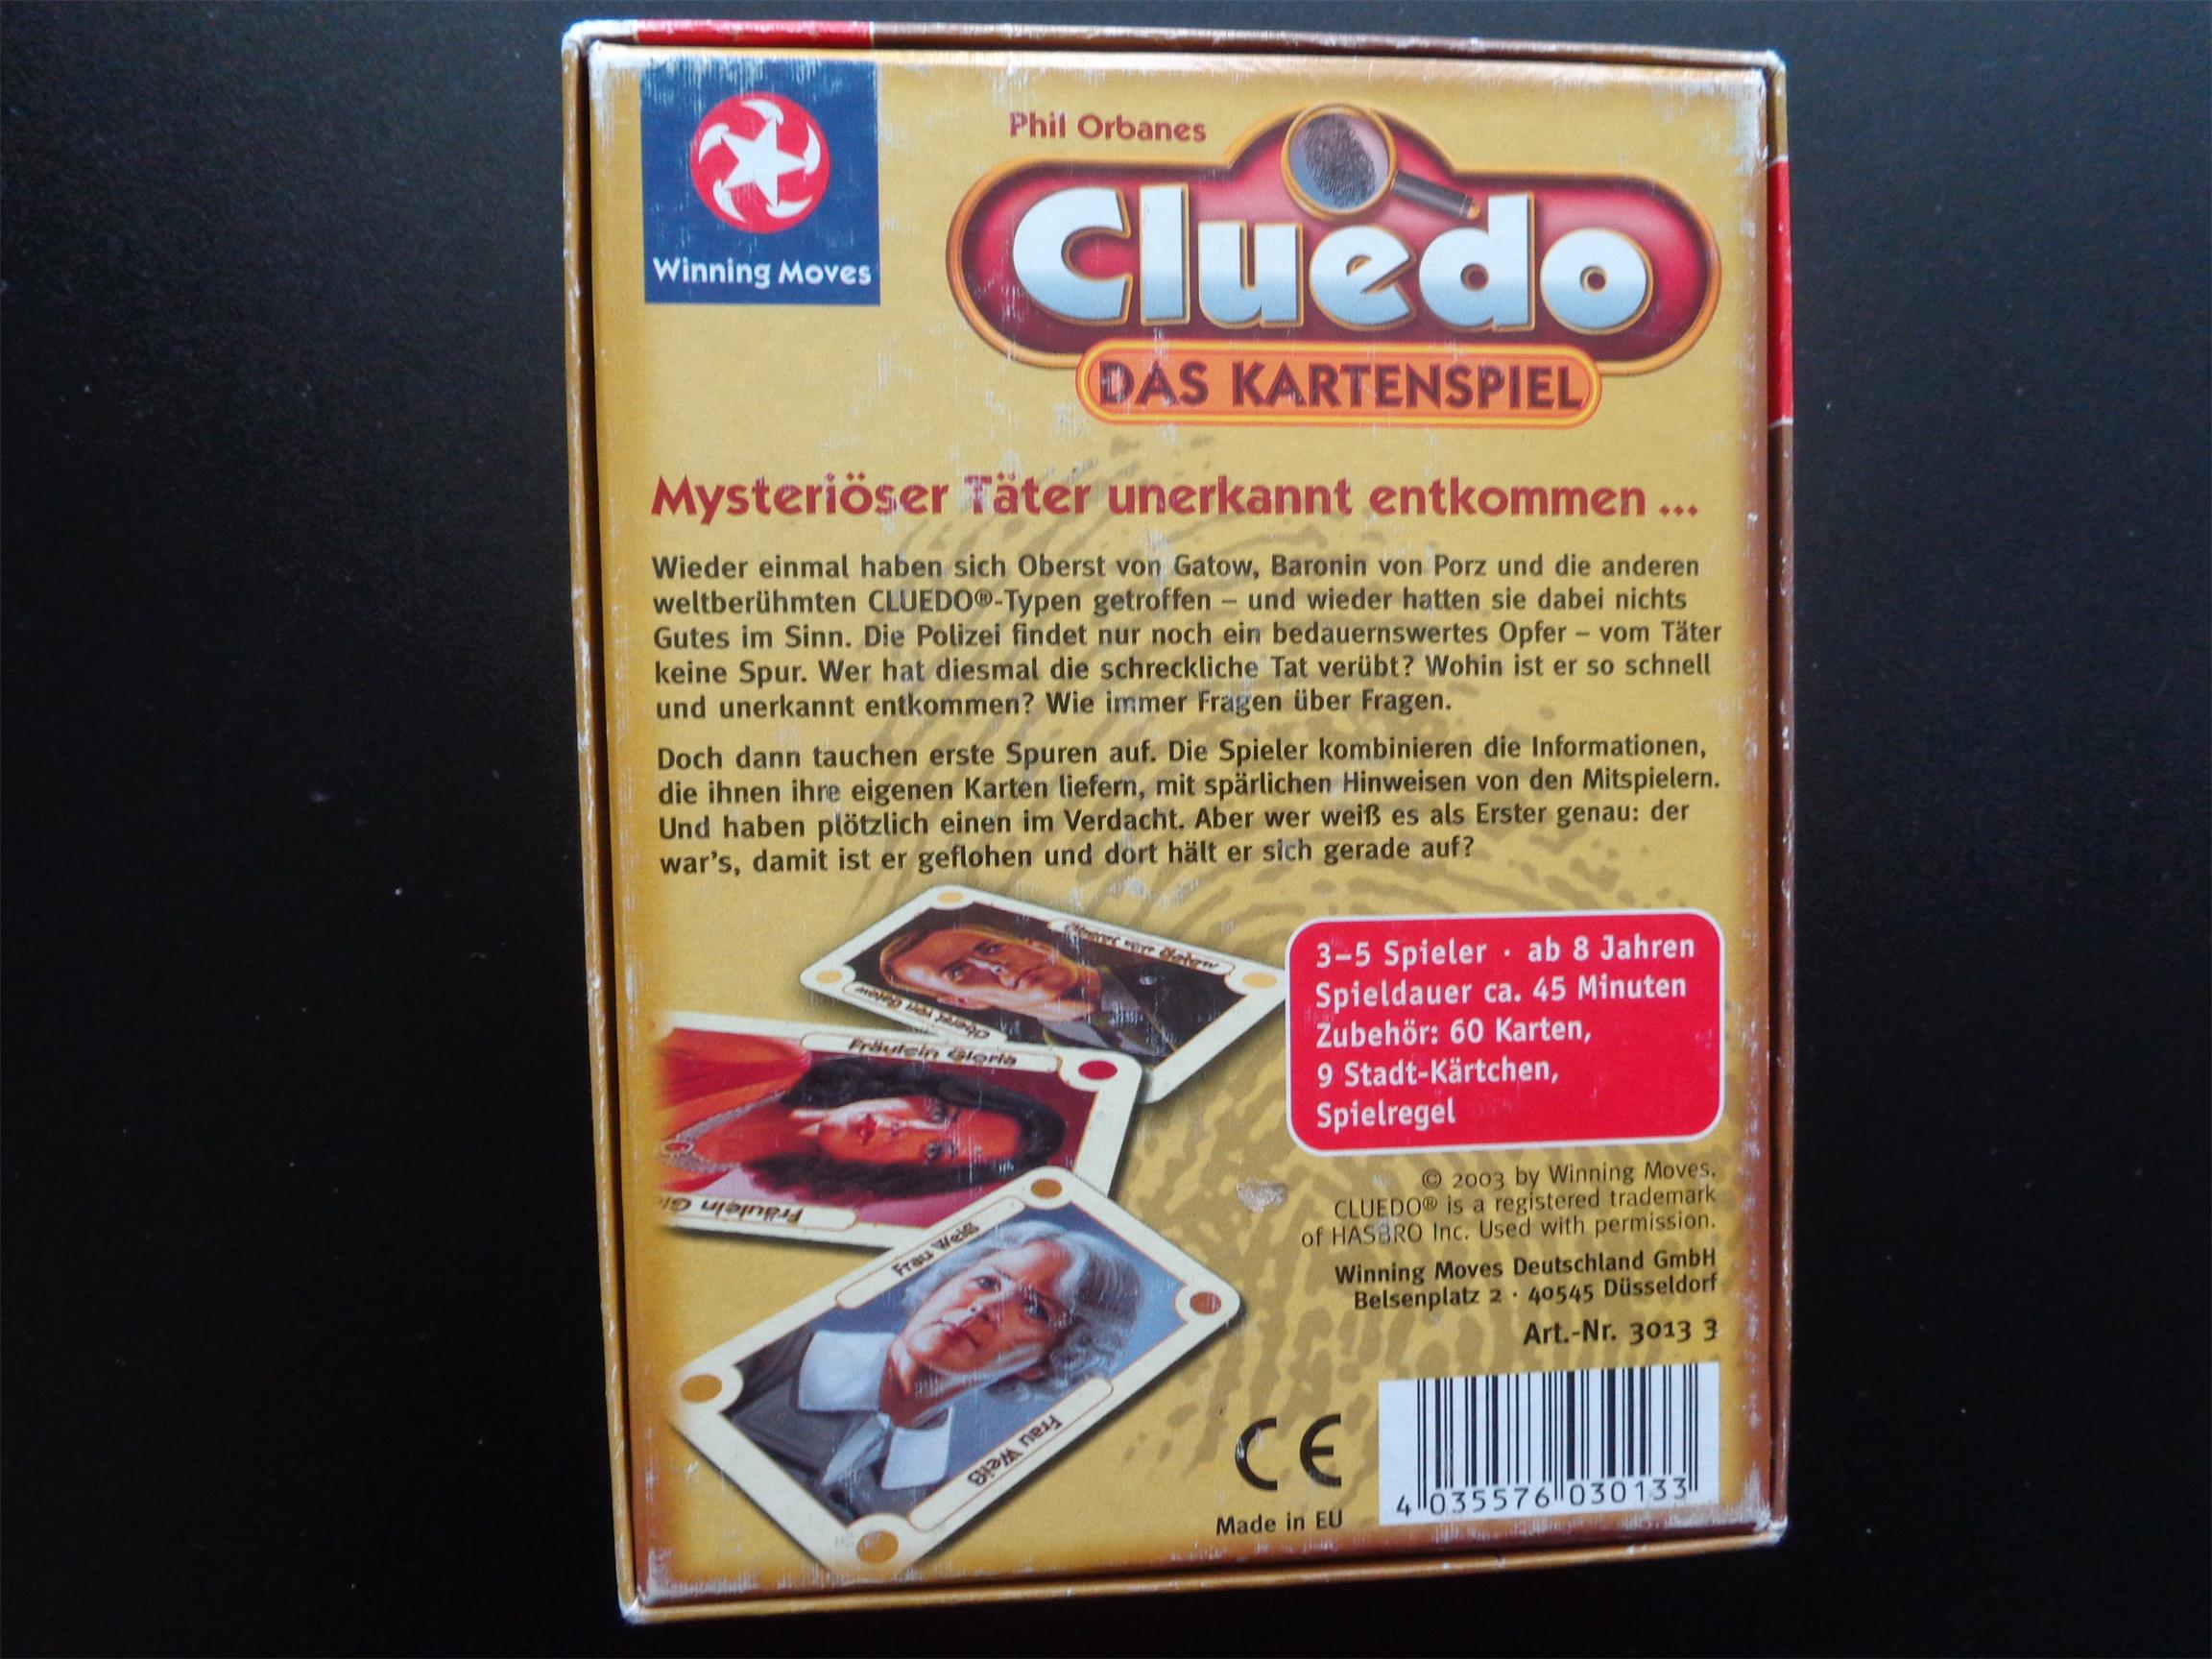 Winning Moves
Phil Orbanes
Cluedo
DAS KARTENSPIEL
Mysteriöser Täter unerkannt entkommen ...
Wieder einmal haben sich Oberst von Gatow, Baronin von Porz und die anderen
weltberühmten CLUEDO®-Typen getroffen – und wieder hatten sie dabei nichts
Gutes im Sinn. Die Polizei findet nur noch ein bedauernswertes Opfer – vom Täter
keine Spur. Wer hat diesmal die schreckliche Tat verübt? Wohin ist er so schnell
und unerkannt entkommen? Wie immer Fragen über Fragen.
Doch dann tauchen erste Spuren auf. Die Spieler kombinieren die Informationen,
die ihnen ihre eigenen Karten liefern, mit spärlichen Hinweisen von den Mitspielern.
Und haben plötzlich einen im Verdacht. Aber wer weiß es als Erster genau: der
war's, damit ist er geflohen und dort hält er sich gerade auf?
Oberst von Gatow
Oberst von Gatow
Fräulein Gloria
Fräulein Gl
Frau Weiß
Frau Weiß
3–5 Spieler · ab 8 Jahren
Spieldauer ca. 45 Minuten
Zubehör: 60 Karten,
9 Stadt-Kärtchen,
Spielregel
© 2003 by Winning Moves.
CLUEDO® is a registered trademark
of HASBRO Inc. Used with permission.
Winning Moves Deutschland GmbH
Belsenplatz 2 · 40545 Düsseldorf
Art.-Nr. 3013 3
CE
Made in EU
4 035576 030133